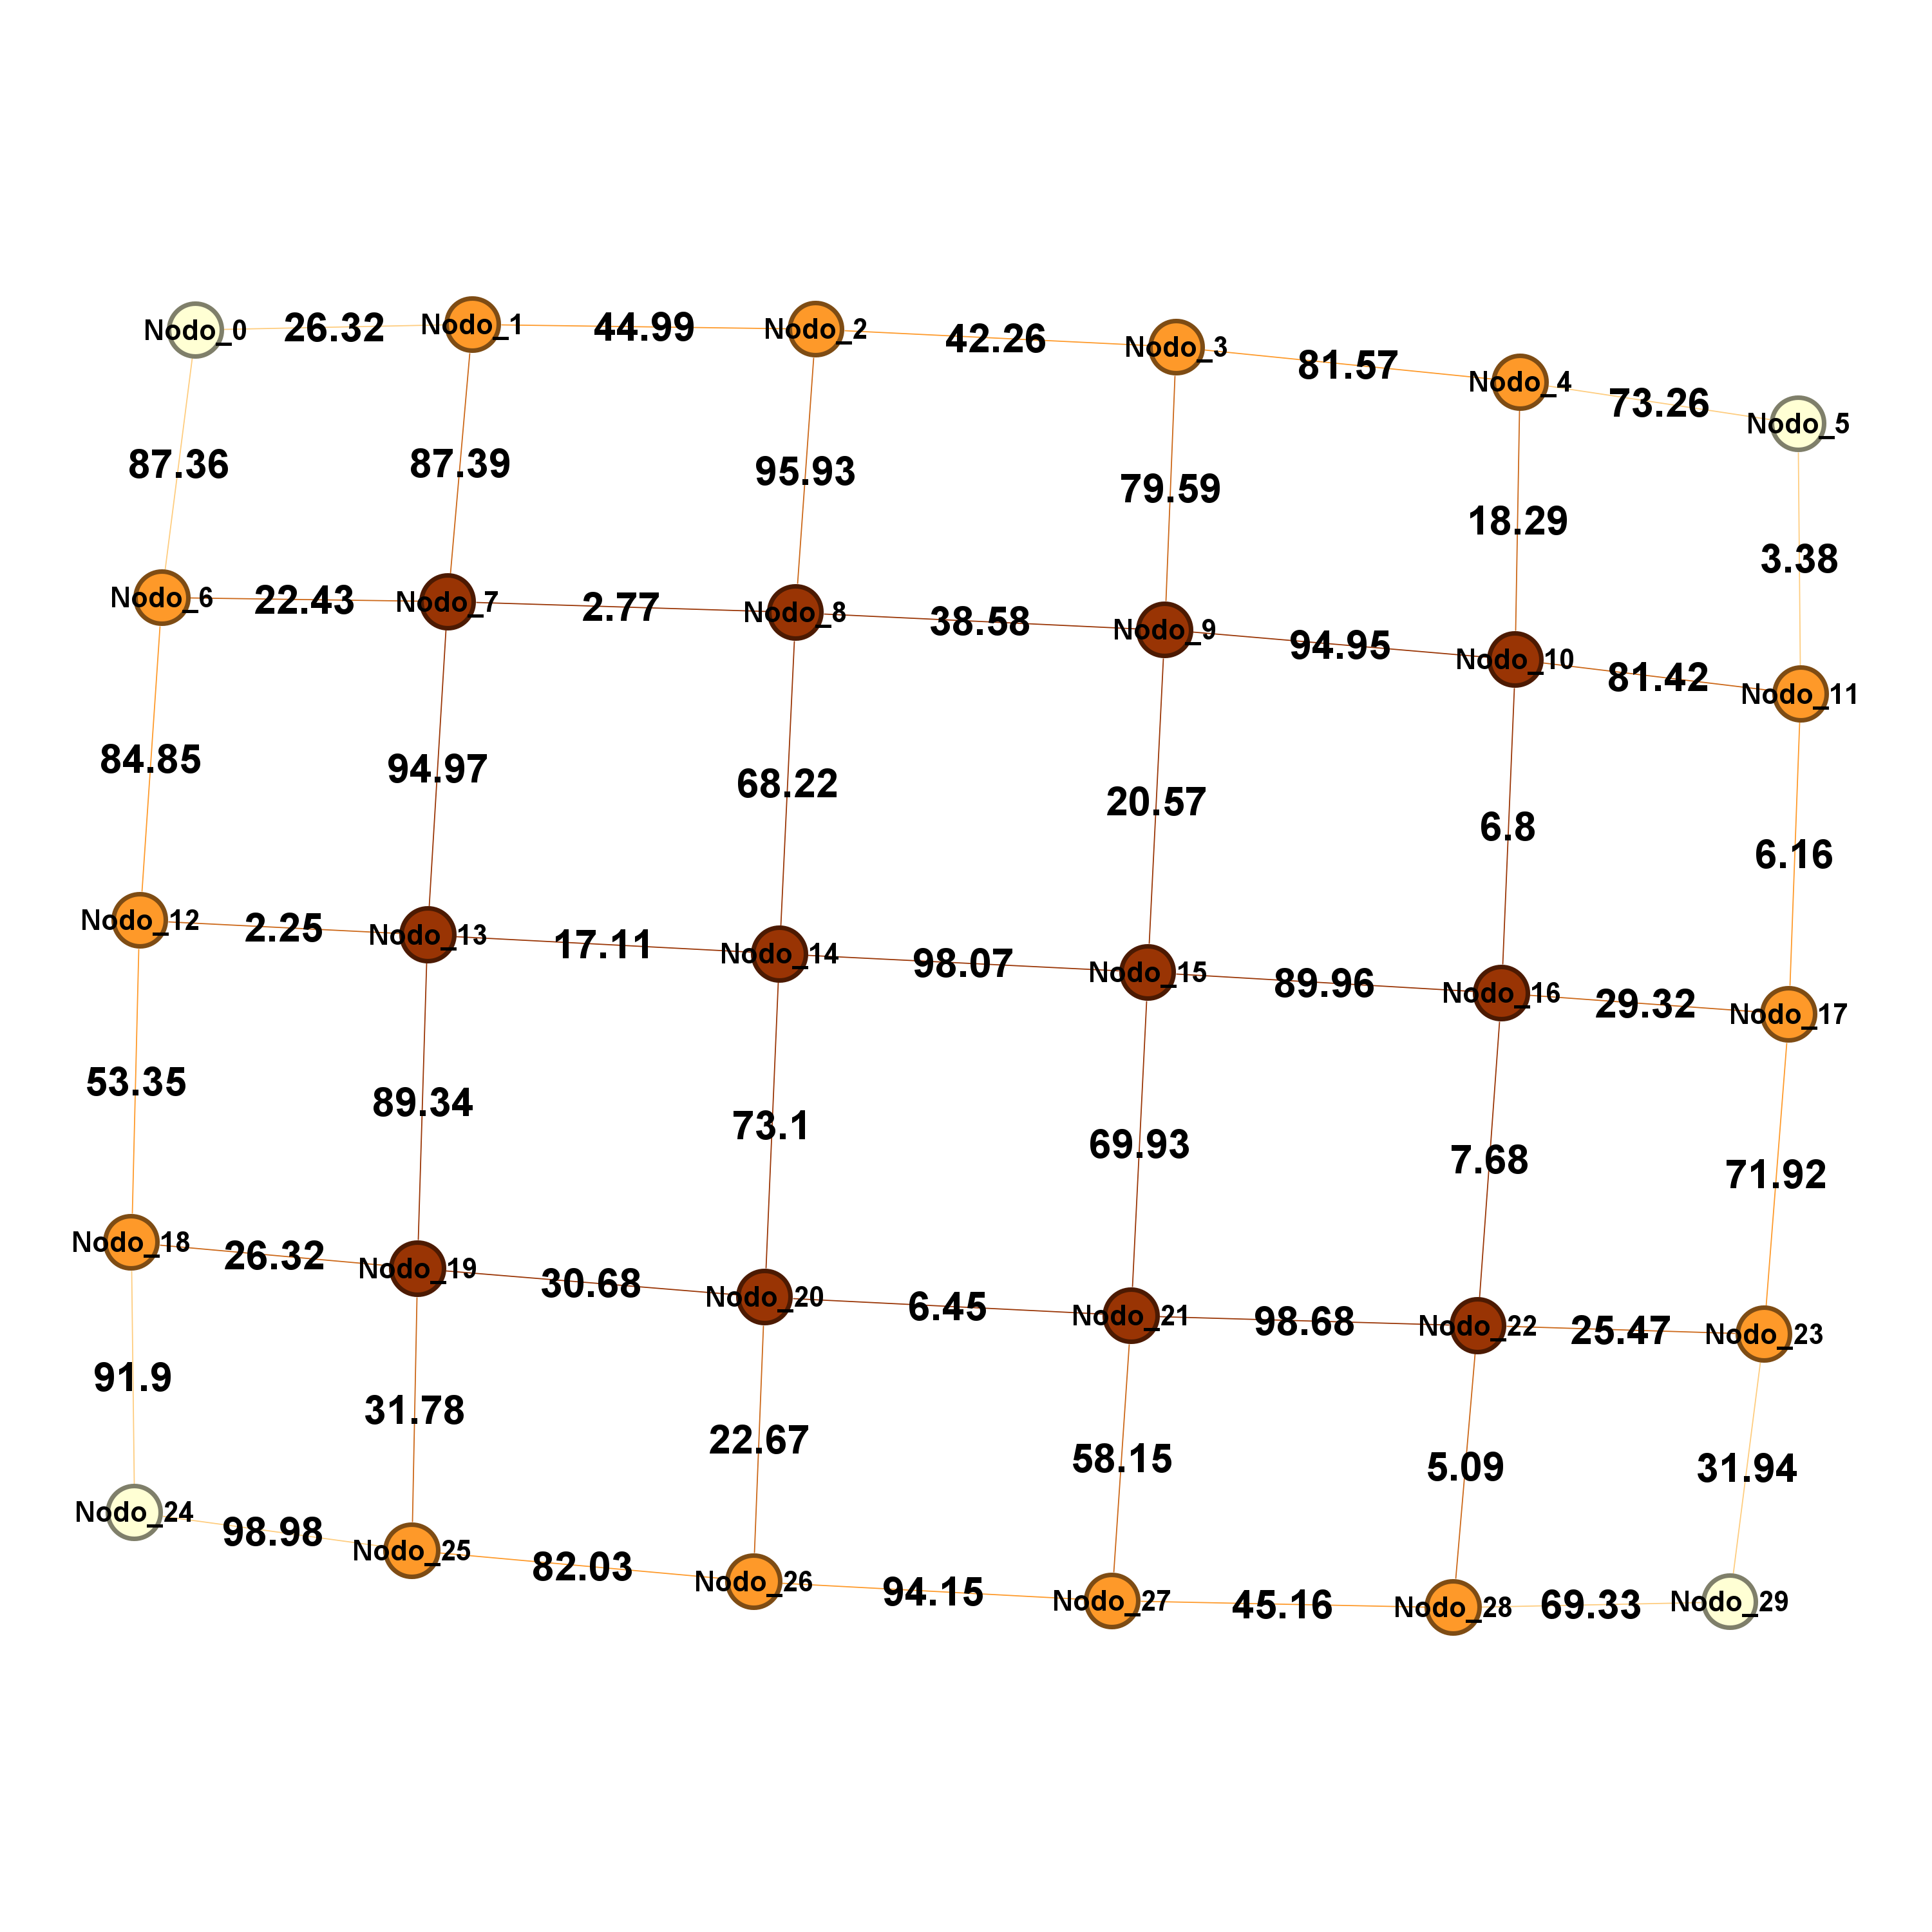 Nodo_0 26.32 Nodo_1 44.99 Nodo_2 42.26 Nodo_3 81.57 Nodo_4 73.26 Nodo_5
87.36 87.39 95.93 79.59 18.29 3.38
Nodo_6 22.43 Nodo_7 2.77 Nodo_8 38.58 Nodo_9 94.95 Nodo_10 81.42 Nodo_11
84.85 94.97 68.22 20.57 6.8 6.16
Nodo_12 2.25 Nodo_13 17.11 Nodo_14 98.07 Nodo_15 89.96 Nodo_16 29.32 Nodo_17
53.35 89.34 73.1 69.93 7.68 71.92
Nodo_18 26.32 Nodo_19 30.68 Nodo_20 6.45 Nodo_21 98.68 Nodo_22 25.47 Nodo_23
91.9 31.78 22.67 58.15 5.09 31.94
Nodo_24 98.98 Nodo_25 82.03 Nodo_26 94.15 Nodo_27 45.16 Nodo_28 69.33 Nodo_29